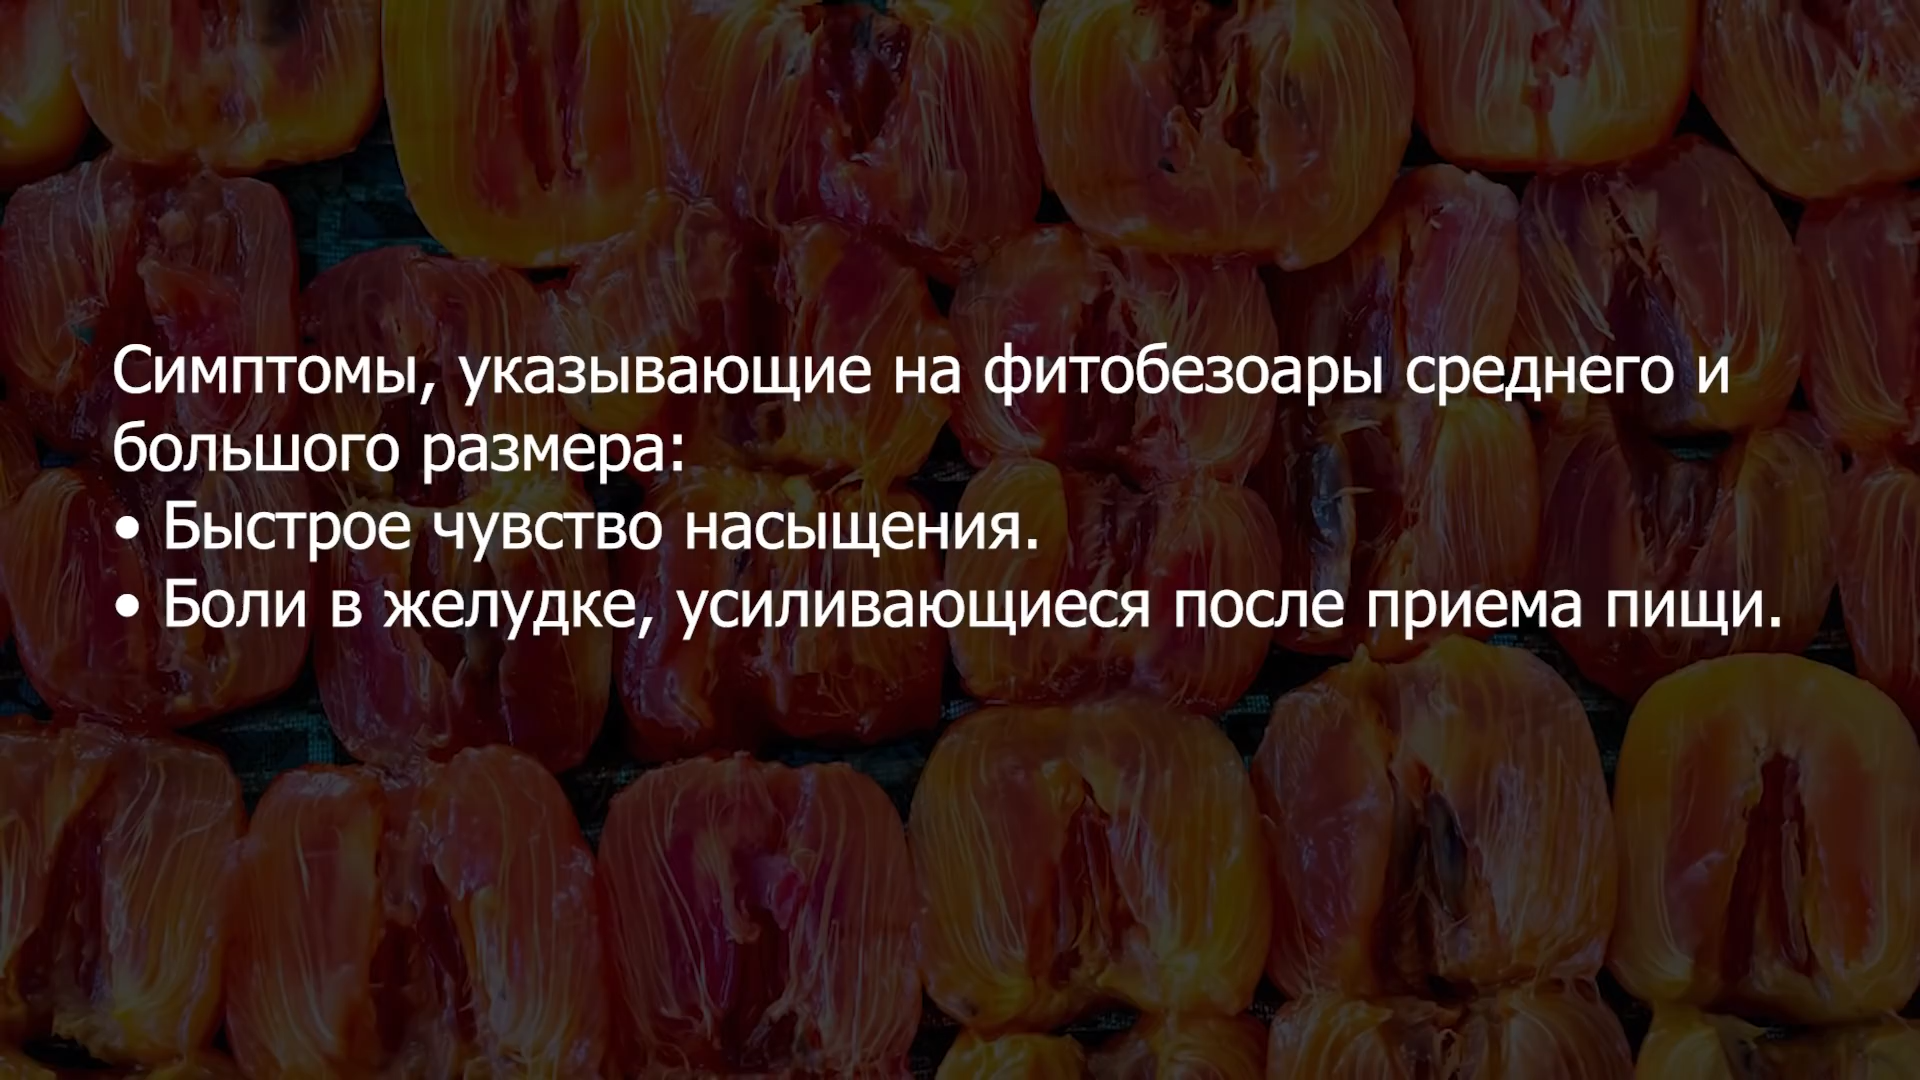 Симптомы, указывающие на фитобезоары среднего и
большого размера:
• Быстрое чувство насыщения.
• Боли в желудке, усиливающиеся после приема пищи.